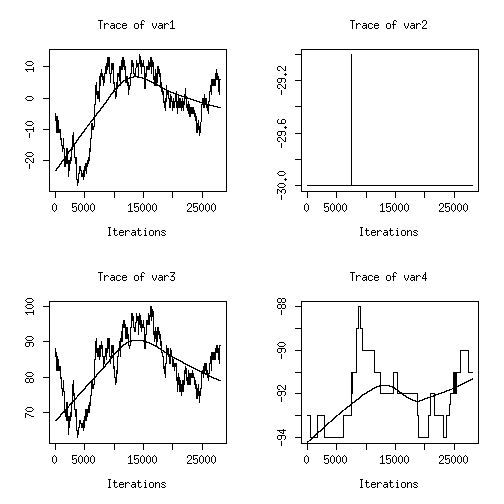 Trace of var1
10
0
-10
-20
0 5000 15000 25000
Iterations
Trace of var2
-29.2
-29.6
-30.0
0 5000 15000 25000
Iterations
Trace of var3
100
90
80
70
0 5000 15000 25000
Iterations
Trace of var4
-88
-90
-92
-94
0 5000 15000 25000
Iterations